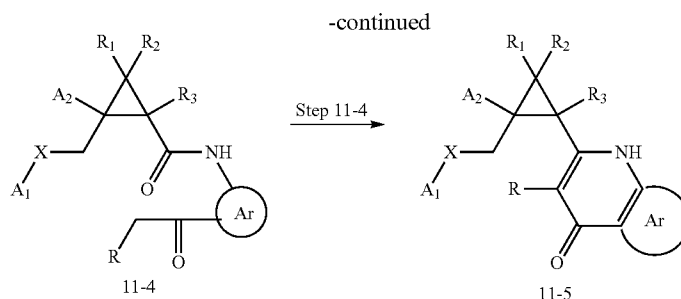 -continued
R₁ R₂ R₁ R₂
A₂ R₃ Step 11-4 A₂ R₃
X NH X NH
A₁ O A₁ R
Ar Ar
R O O
11-4 11-5